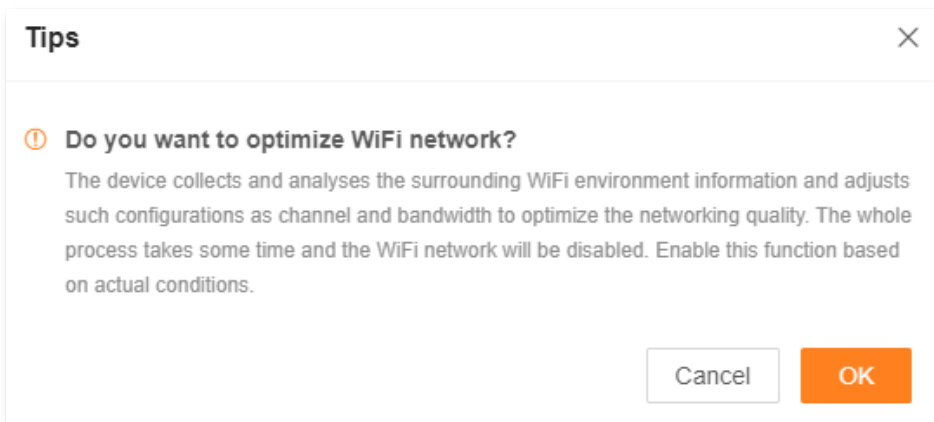 Tips
Do you want to optimize WiFi network?
The device collects and analyses the surrounding WiFi environment information and adjusts
such configurations as channel and bandwidth to optimize the networking quality. The whole
process takes some time and the WiFi network will be disabled. Enable this function based
on actual conditions.
Cancel
OK